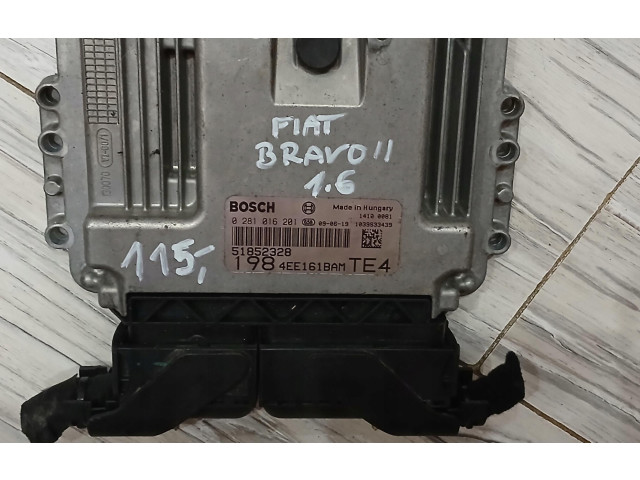 FIAT
BRAVO II
1.6
BOSCH Made in Hungary
1410 0091
0 281 016 201 09-06-19 1039S33439
51852328
198 4EE161BAM TE4
115,-